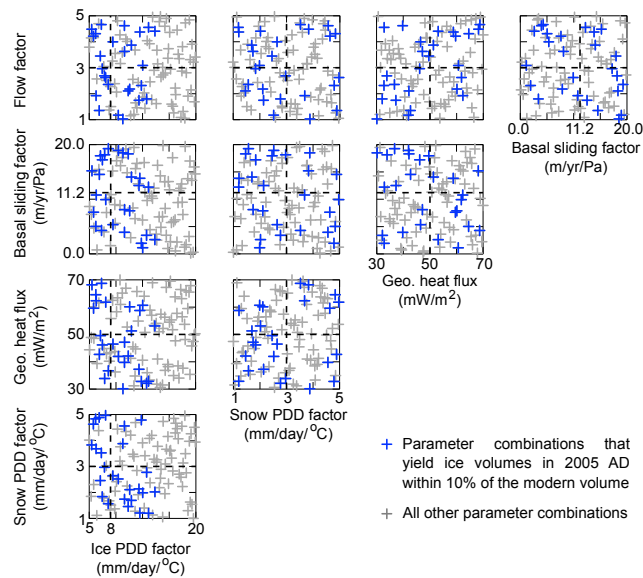 Flow factor
5
3
1
0.0
11.2
20.0
Basal sliding factor
(m/yr/Pa)
Basal sliding factor
(m/yr/Pa)
20.0
11.2
0.0
30
50
70
Geo. heat flux
(mW/m²)
Geo. heat flux
(mW/m²)
70
50
30
1
3
5
Snow PDD factor
(mm/day/°C)
Snow PDD factor
(mm/day/°C)
5
3
1
5
8
20
Ice PDD factor
(mm/day/°C)
Parameter combinations that
yield ice volumes in 2005 AD
within 10% of the modern volume
All other parameter combinations